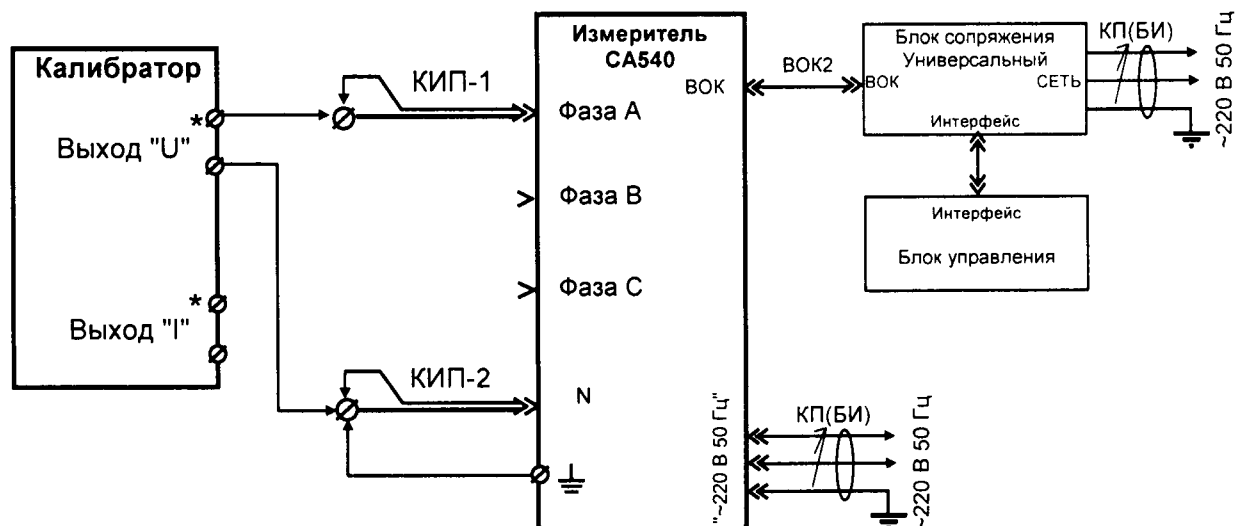 Калибратор
*
Выход "U"
*
Выход "I"
КИП-1
КИП-2
Измеритель
СА540
ВОК
Фаза А
Фаза В
Фаза С
N
"~220 В 50 Гц"
ВОК2
Блок сопряжения
Универсальный
ВОК
СЕТЬ
Интерфейс
КП(БИ)
~220 В 50 Гц
Интерфейс
Блок управления
КП(БИ)
~220 В 50 Гц